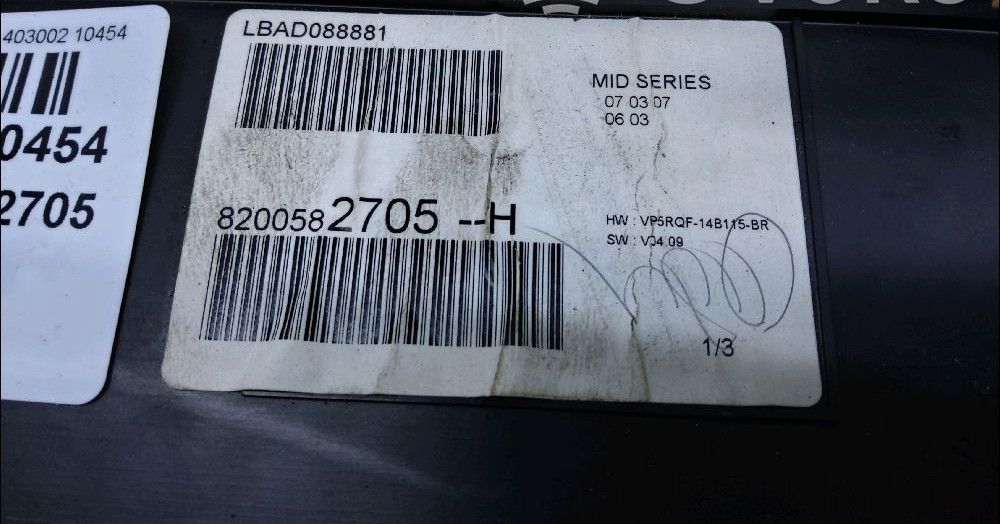 403002 10454
0454
2705
LBAD088881
MID SERIES
07 03 07
06 03
8200582705 --H
HW : VP5RQF-14B115-BR
SW : V04.09
1/3